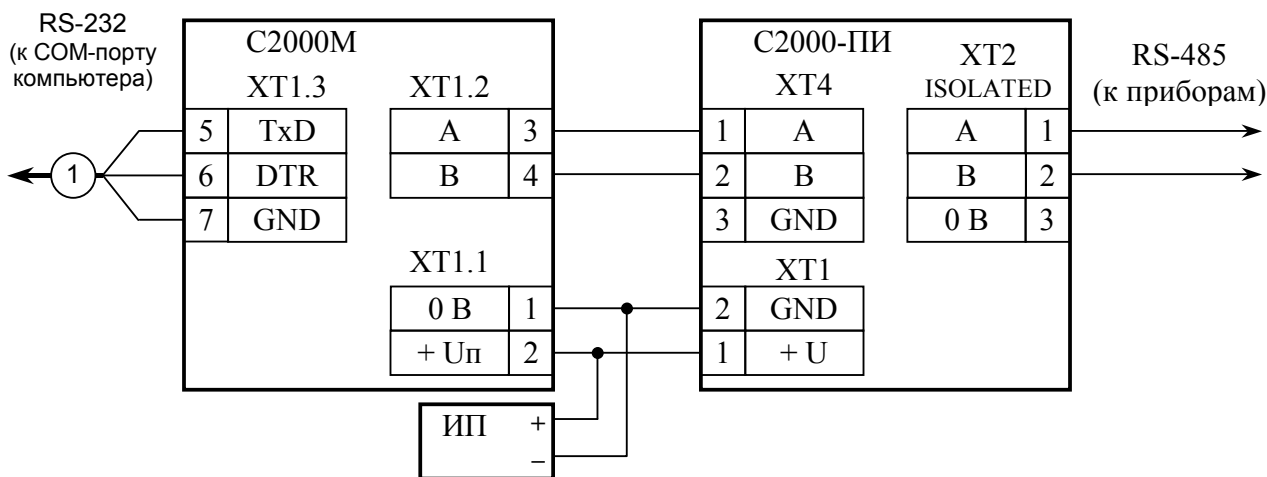 RS-232
(к COM-порту
компьютера)
1
С2000М
XT1.3
5 TxD
6 DTR
7 GND
XT1.2
A 3
B 4
XT1.1
0 В 1
+ Uп 2
ИП +
–
С2000-ПИ
XT4
1 A
2 B
3 GND
XT1
2 GND
1 + U
XT2
ISOLATED
A 1
B 2
0 В 3
RS-485
(к приборам)